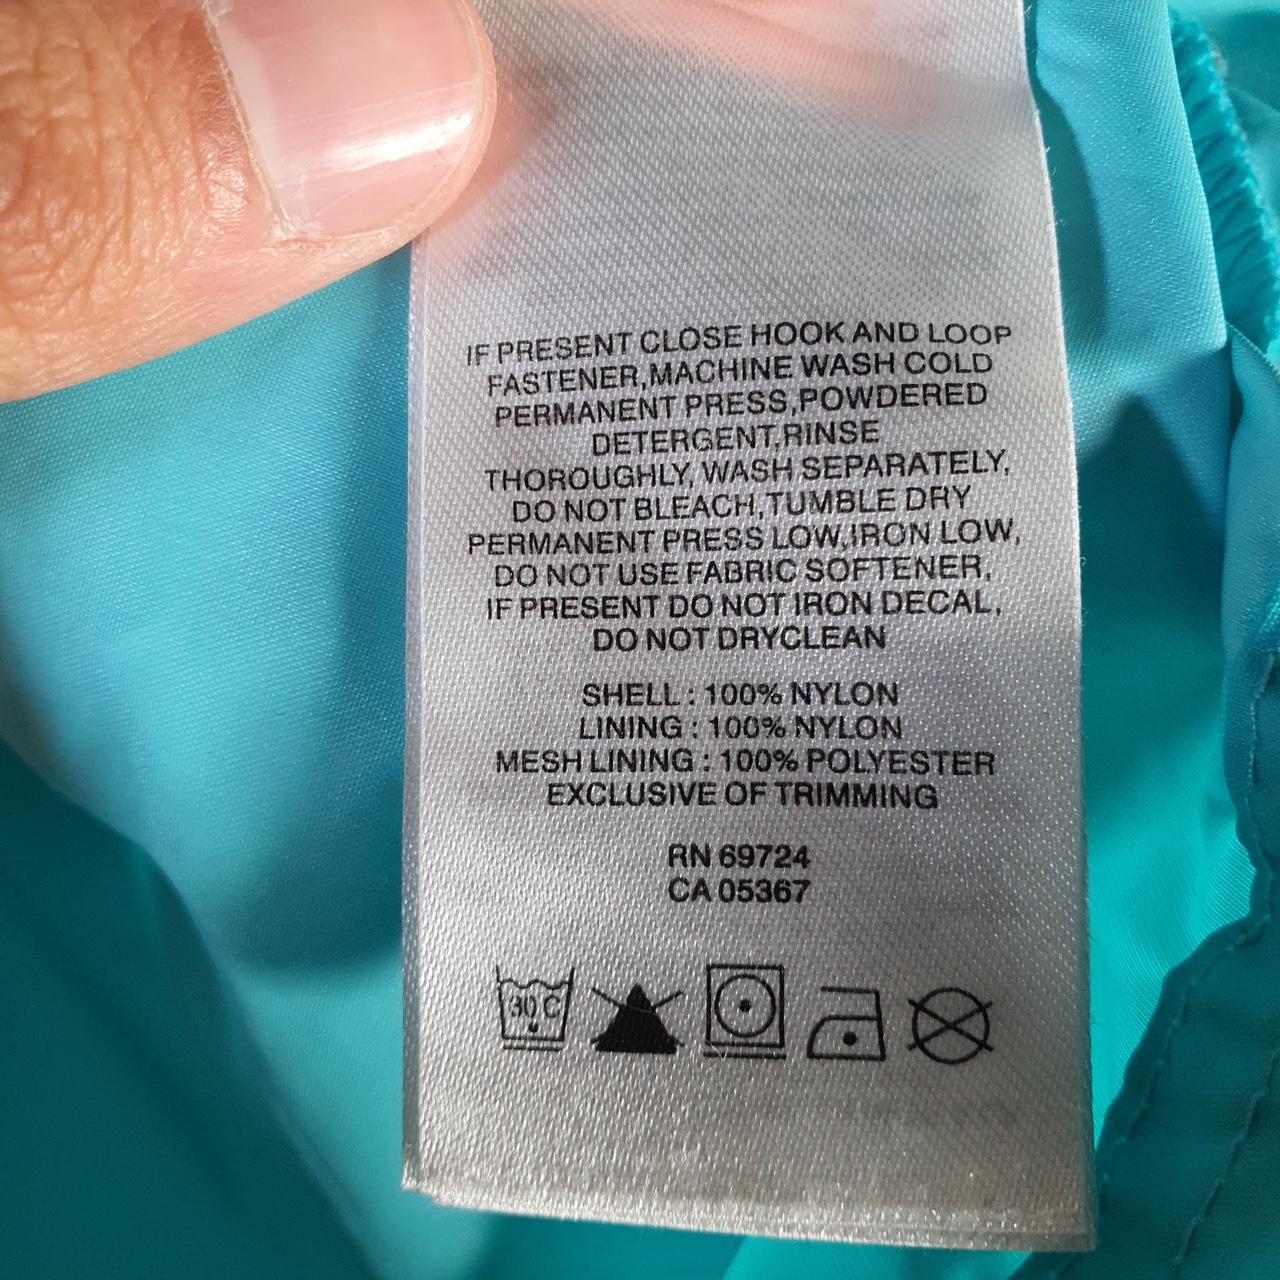 IF PRESENT CLOSE HOOK AND LOOP
FASTENER,MACHINE WASH COLD
PERMANENT PRESS,POWDERED
DETERGENT,RINSE
THOROUGHLY, WASH SEPARATELY,
DO NOT BLEACH,TUMBLE DRY
PERMANENT PRESS LOW,IRON LOW,
DO NOT USE FABRIC SOFTENER,
IF PRESENT DO NOT IRON DECAL,
DO NOT DRYCLEAN
SHELL : 100% NYLON
LINING : 100% NYLON
MESH LINING : 100% POLYESTER
EXCLUSIVE OF TRIMMING
RN 69724
CA 05367
30 C